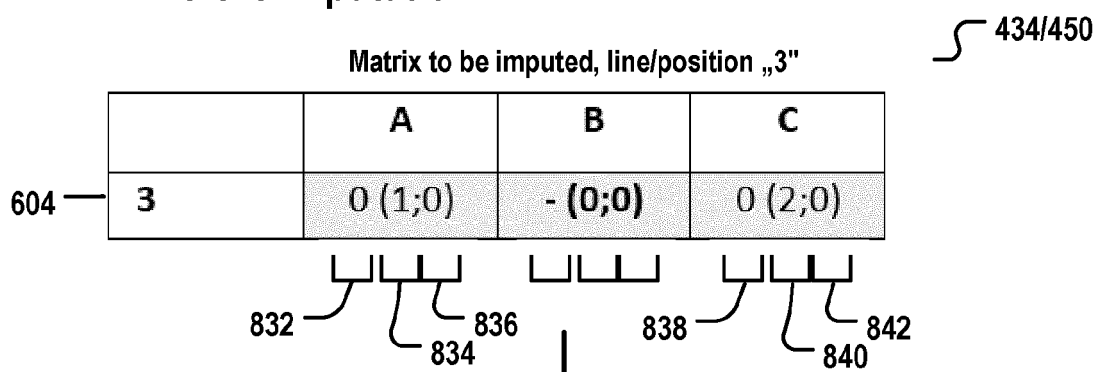 434/450
Matrix to be imputed, line/position „3"
A B C
604 3 0 (1;0) - (0;0) 0 (2;0)
832 836 838 842
834 840